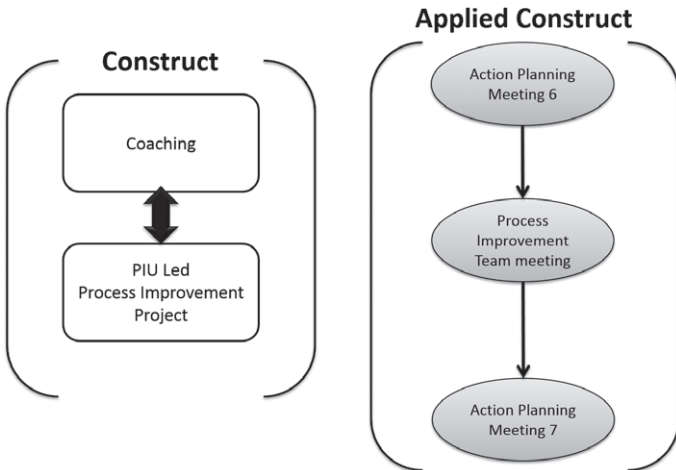 Construct
Coaching
PIU Led
Process Improvement
Project
Applied Construct
Action Planning
Meeting 6
Process
Improvement
Team meeting
Action Planning
Meeting 7